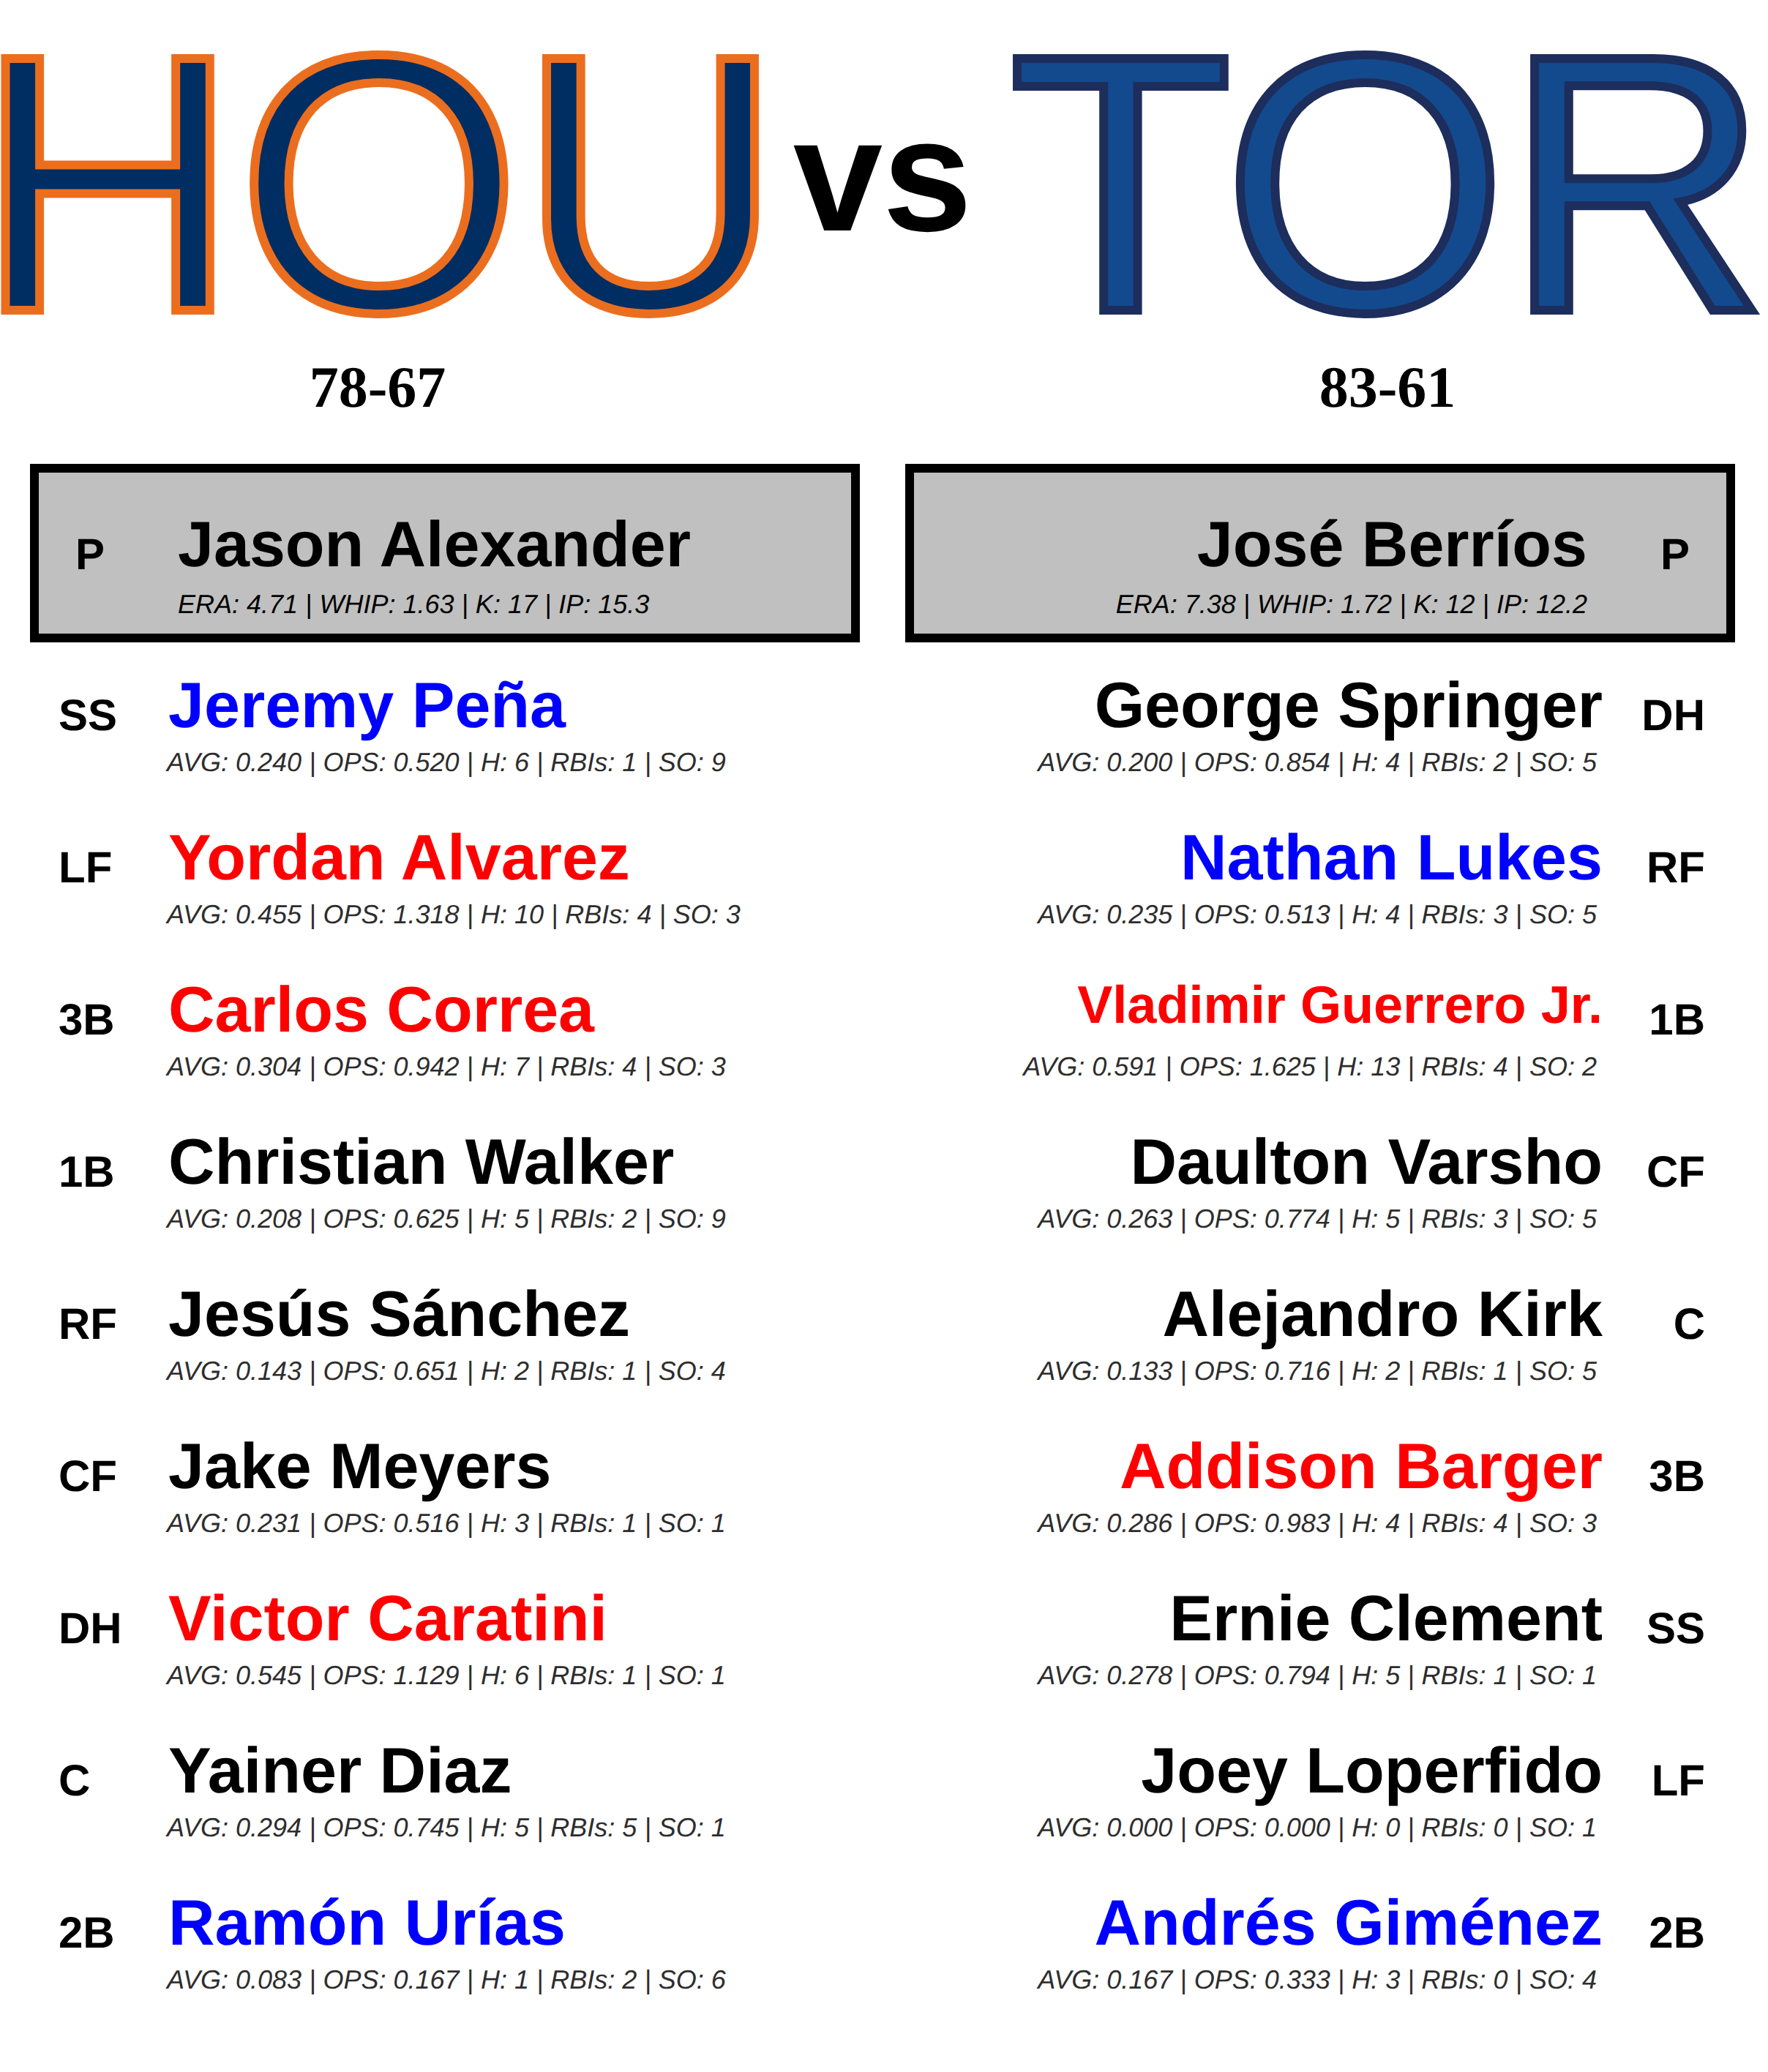 HOU vs TOR
78-67 83-61
P Jason Alexander
ERA: 4.71 | WHIP: 1.63 | K: 17 | IP: 15.3
José Berríos P
ERA: 7.38 | WHIP: 1.72 | K: 12 | IP: 12.2
SS Jeremy Peña
AVG: 0.240 | OPS: 0.520 | H: 6 | RBIs: 1 | SO: 9
LF Yordan Alvarez
AVG: 0.455 | OPS: 1.318 | H: 10 | RBIs: 4 | SO: 3
3B Carlos Correa
AVG: 0.304 | OPS: 0.942 | H: 7 | RBIs: 4 | SO: 3
1B Christian Walker
AVG: 0.208 | OPS: 0.625 | H: 5 | RBIs: 2 | SO: 9
RF Jesús Sánchez
AVG: 0.143 | OPS: 0.651 | H: 2 | RBIs: 1 | SO: 4
CF Jake Meyers
AVG: 0.231 | OPS: 0.516 | H: 3 | RBIs: 1 | SO: 1
DH Victor Caratini
AVG: 0.545 | OPS: 1.129 | H: 6 | RBIs: 1 | SO: 1
C Yainer Diaz
AVG: 0.294 | OPS: 0.745 | H: 5 | RBIs: 5 | SO: 1
2B Ramón Urías
AVG: 0.083 | OPS: 0.167 | H: 1 | RBIs: 2 | SO: 6
George Springer DH
AVG: 0.200 | OPS: 0.854 | H: 4 | RBIs: 2 | SO: 5
Nathan Lukes RF
AVG: 0.235 | OPS: 0.513 | H: 4 | RBIs: 3 | SO: 5
Vladimir Guerrero Jr. 1B
AVG: 0.591 | OPS: 1.625 | H: 13 | RBIs: 4 | SO: 2
Daulton Varsho CF
AVG: 0.263 | OPS: 0.774 | H: 5 | RBIs: 3 | SO: 5
Alejandro Kirk C
AVG: 0.133 | OPS: 0.716 | H: 2 | RBIs: 1 | SO: 5
Addison Barger 3B
AVG: 0.286 | OPS: 0.983 | H: 4 | RBIs: 4 | SO: 3
Ernie Clement SS
AVG: 0.278 | OPS: 0.794 | H: 5 | RBIs: 1 | SO: 1
Joey Loperfido LF
AVG: 0.000 | OPS: 0.000 | H: 0 | RBIs: 0 | SO: 1
Andrés Giménez 2B
AVG: 0.167 | OPS: 0.333 | H: 3 | RBIs: 0 | SO: 4